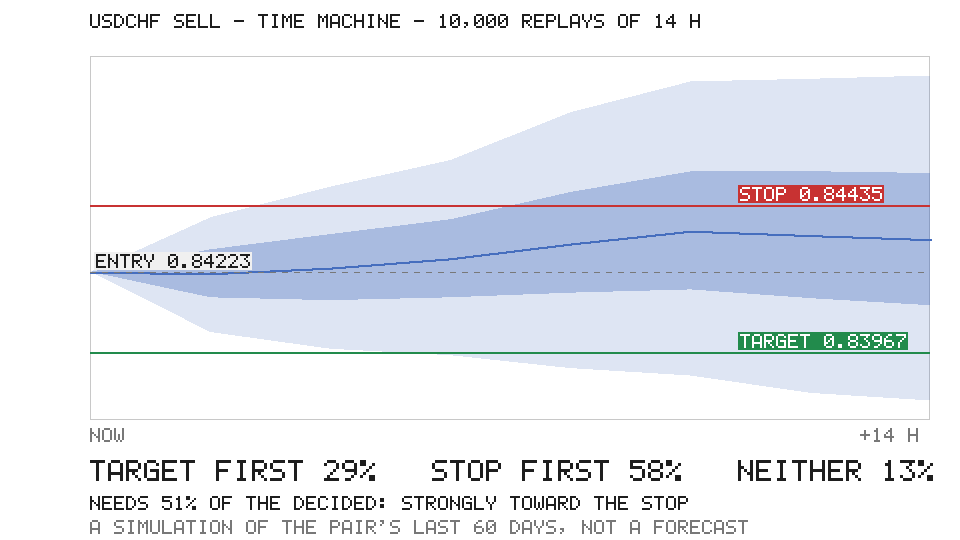 USDCHF SELL – TIME MACHINE – 10,000 REPLAYS OF 14 H
STOP 0.84435
ENTRY 0.84223
TARGET 0.83967
NOW +14 H
TARGET FIRST 29% STOP FIRST 58% NEITHER 13%
NEEDS 51% OF THE DECIDED: STRONGLY TOWARD THE STOP
A SIMULATION OF THE PAIR'S LAST 60 DAYS, NOT A FORECAST